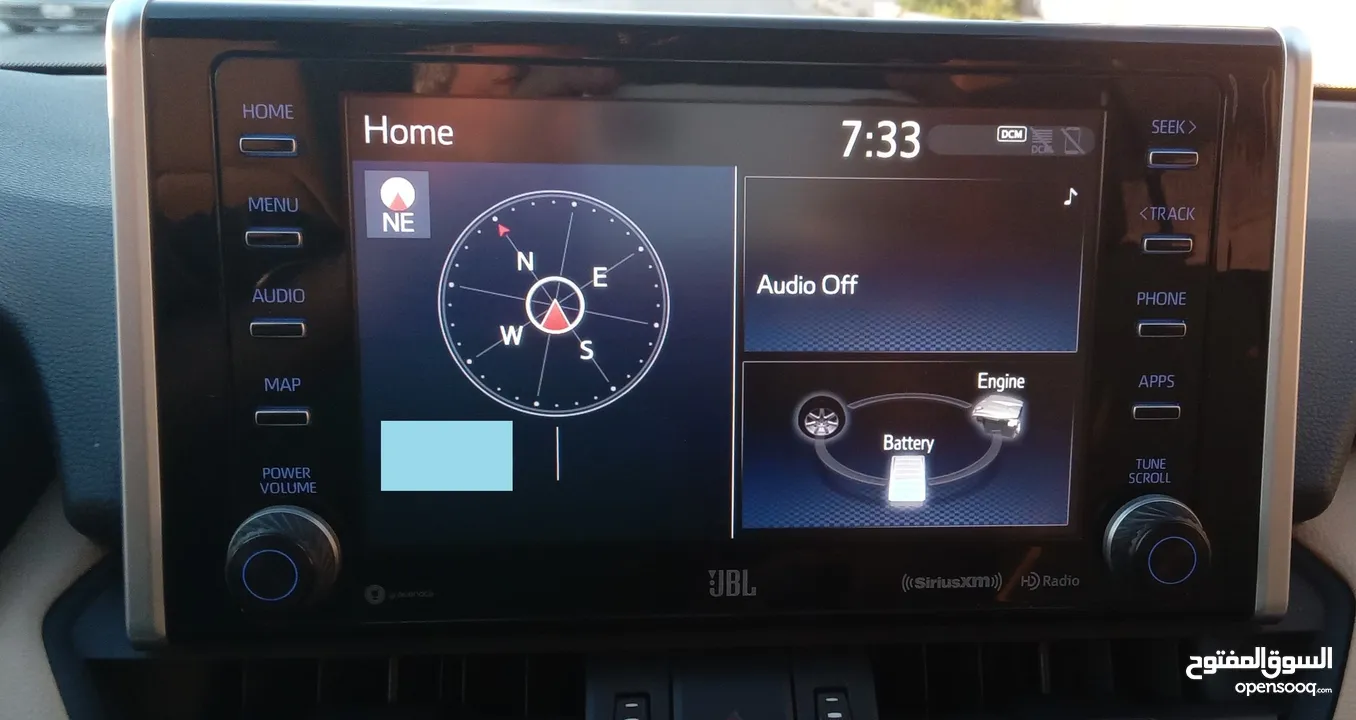 HOME
MENU
AUDIO
MAP
POWER
VOLUME
Home
7:33
DCM
NE
N
E
W
S
Audio Off
Engine
Battery
SEEK >
< TRACK
PHONE
APPS
TUNE
SCROLL
JBL
((SiriusXM))
HD Radio
السوق المفتوح
opensooq.com